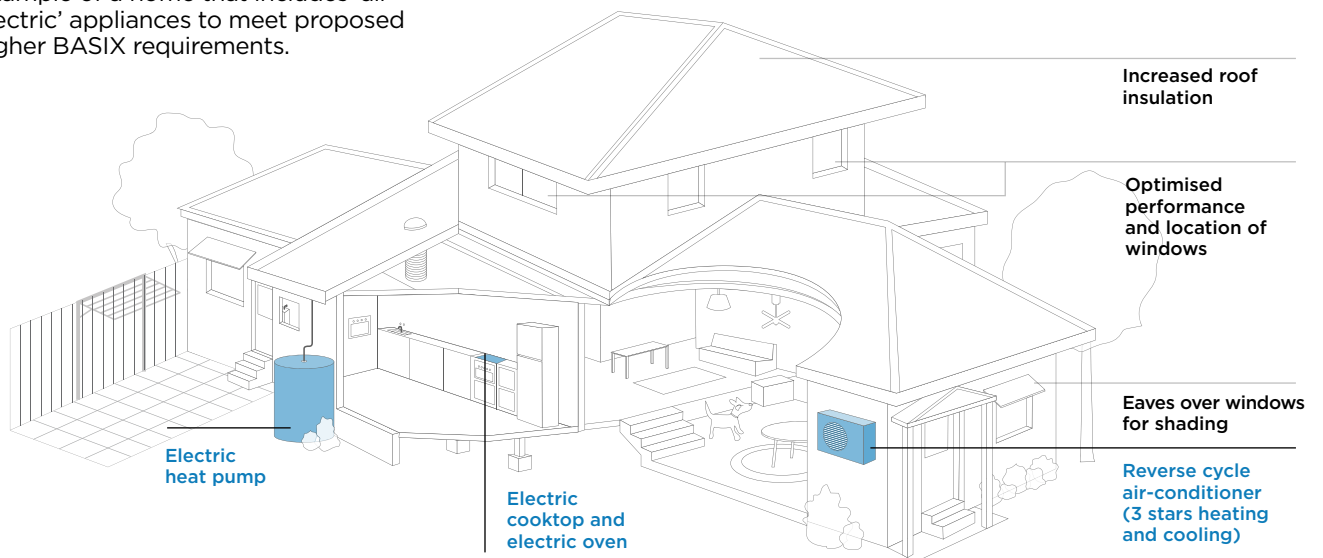 ample of a home that includes ‘all
ectric’ appliances to meet proposed
gher BASIX requirements.
Increased roof
insulation
Optimised
performance
and location of
windows
Eaves over windows
for shading
Reverse cycle
air-conditioner
(3 stars heating
and cooling)
Electric
heat pump
Electric
cooktop and
electric oven